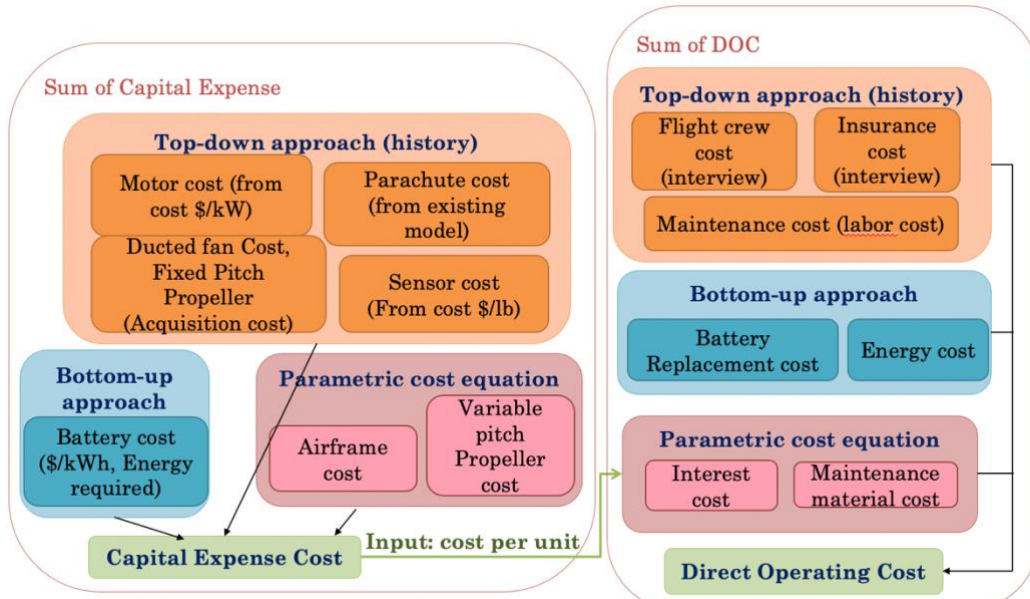 Sum of Capital Expense
Top-down approach (history)
Motor cost (from
cost $/kW)
Parachute cost
(from existing
model)
Ducted fan Cost,
Fixed Pitch
Propeller
(Acquisition cost)
Sensor cost
(From cost $/lb)
Bottom-up
approach
Battery cost
($/kWh, Energy
required)
Parametric cost equation
Airframe
cost
Variable
pitch
Propeller
cost
Capital Expense Cost
Input: cost per unit
Sum of DOC
Top-down approach (history)
Flight crew
cost
(interview)
Insurance
cost
(interview)
Maintenance cost (labor cost)
Bottom-up approach
Battery
Replacement cost
Energy cost
Parametric cost equation
Interest
cost
Maintenance
material cost
Direct Operating Cost